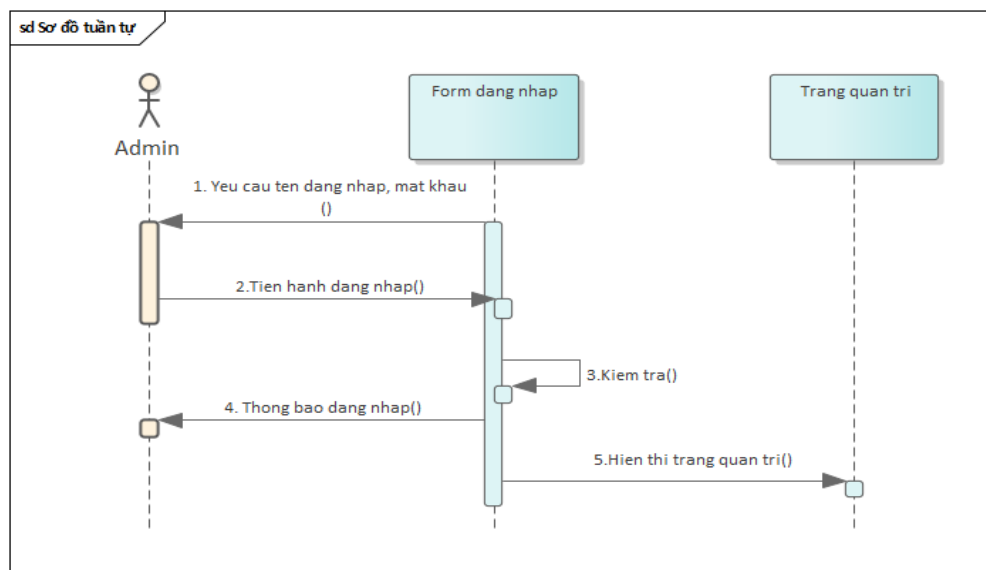 sd Sơ đồ tuần tự
Form dang nhap
Trang quan tri
Admin
1. Yeu cau ten dang nhap, mat khau
()
2.Tien hanh dang nhap()
3.Kiem tra()
4. Thong bao dang nhap()
5.Hien thi trang quan tri()